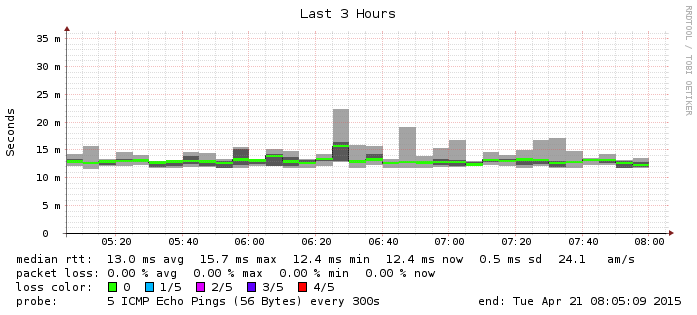 Last 3 Hours
RRDTOOL / TOBI OETIKER
Seconds
35 m
30 m
25 m
20 m
15 m
10 m
5 m
0
05:20 05:40 06:00 06:20 06:40 07:00 07:20 07:40 08:00
median rtt: 13.0 ms avg 15.7 ms max 12.4 ms min 12.4 ms now 0.5 ms sd 24.1 am/s
packet loss: 0.00 % avg 0.00 % max 0.00 % min 0.00 % now
loss color: 0 1/5 2/5 3/5 4/5
probe: 5 ICMP Echo Pings (56 Bytes) every 300s end: Tue Apr 21 08:05:09 2015